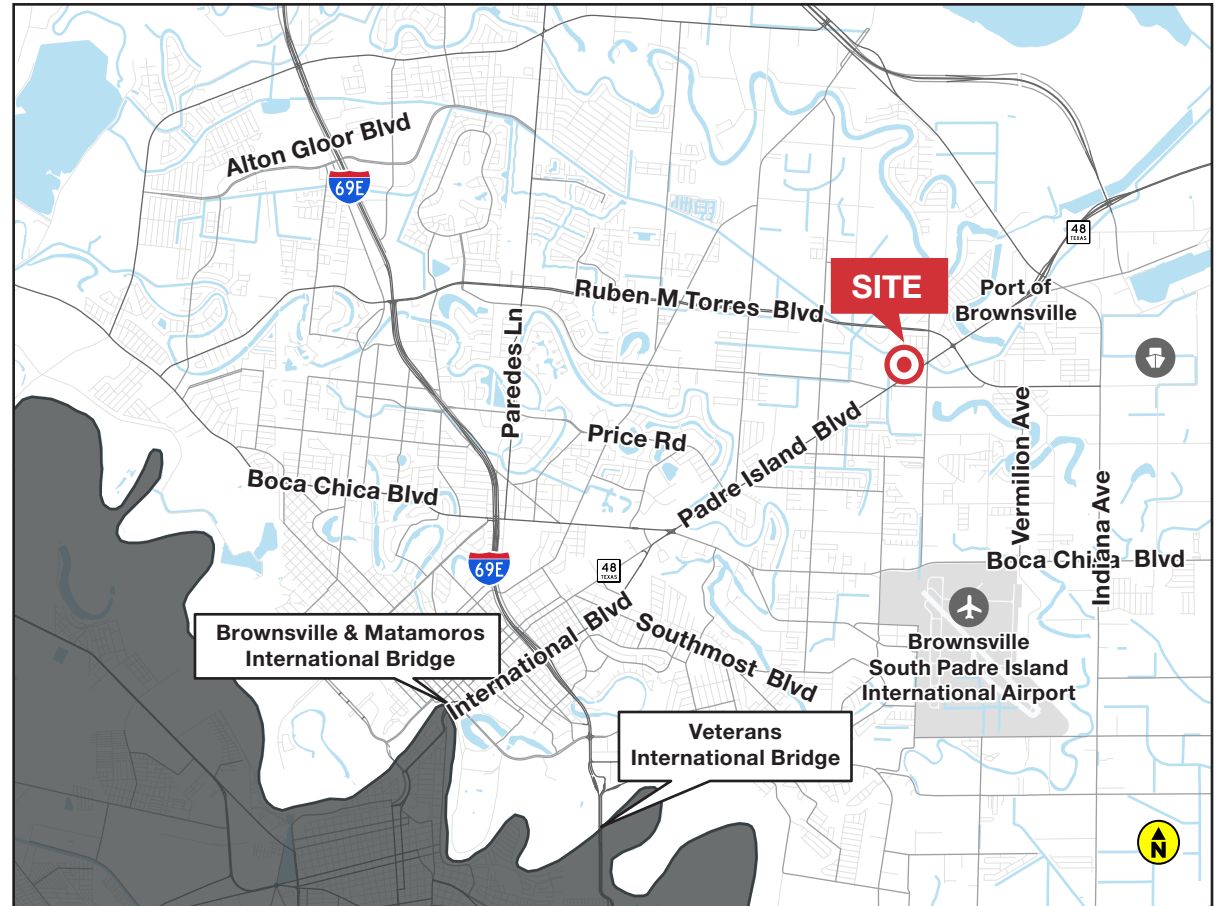 Alton Gloor Blvd
69E
48
TEXAS
SITE
Port of
Brownsville
Ruben M Torres Blvd
Paredes Ln
Price Rd
Padre Island Blvd
Vermilion Ave
Indiana Ave
Boca Chica Blvd
Boca Chica Blvd
69E
48
TEXAS
International Blvd
Southmost Blvd
Brownsville
South Padre Island
International Airport
Brownsville & Matamoros
International Bridge
Veterans
International Bridge
N